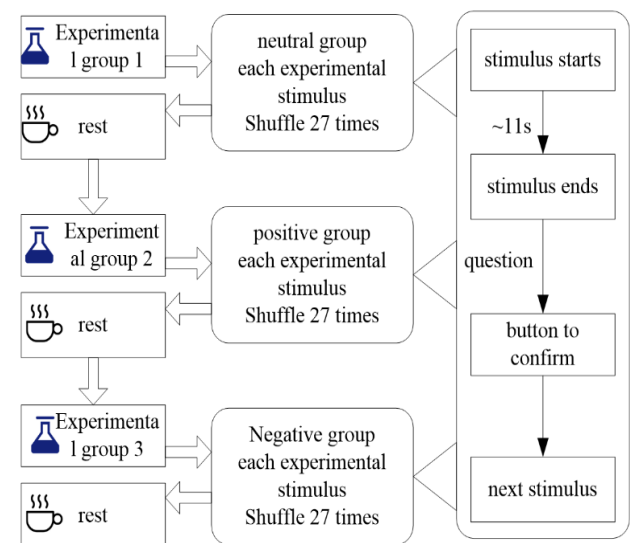 Experimenta
l group 1
rest
neutral group
each experimental
stimulus
Shuffle 27 times
Experiment
al group 2
rest
positive group
each experimental
stimulus
Shuffle 27 times
Experimenta
l group 3
rest
Negative group
each experimental
stimulus
Shuffle 27 times
stimulus starts
~11s
stimulus ends
question
button to
confirm
next stimulus